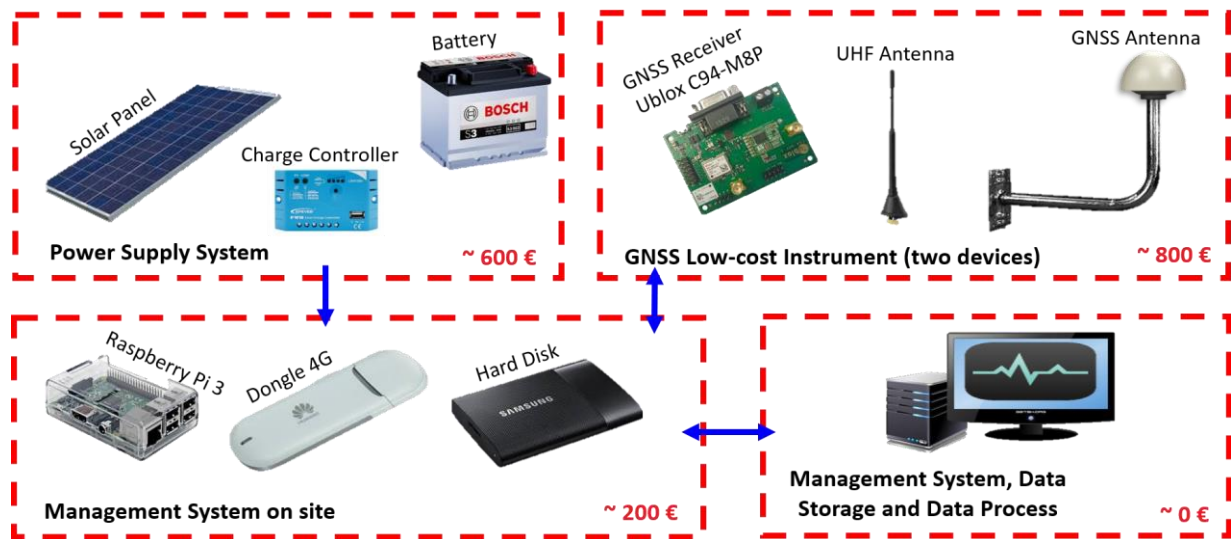 Solar Panel
Charge Controller
Battery
BOSCH
BOSCH
S3
Power Supply System
~ 600 €
GNSS Receiver
Ublox C94-M8P
UHF Antenna
GNSS Antenna
GNSS Low-cost Instrument (two devices)
~ 800 €
Raspberry Pi 3
Dongle 4G
Hard Disk
SAMSUNG
Management System on site
~ 200 €
Management System, Data
Storage and Data Process
~ 0 €